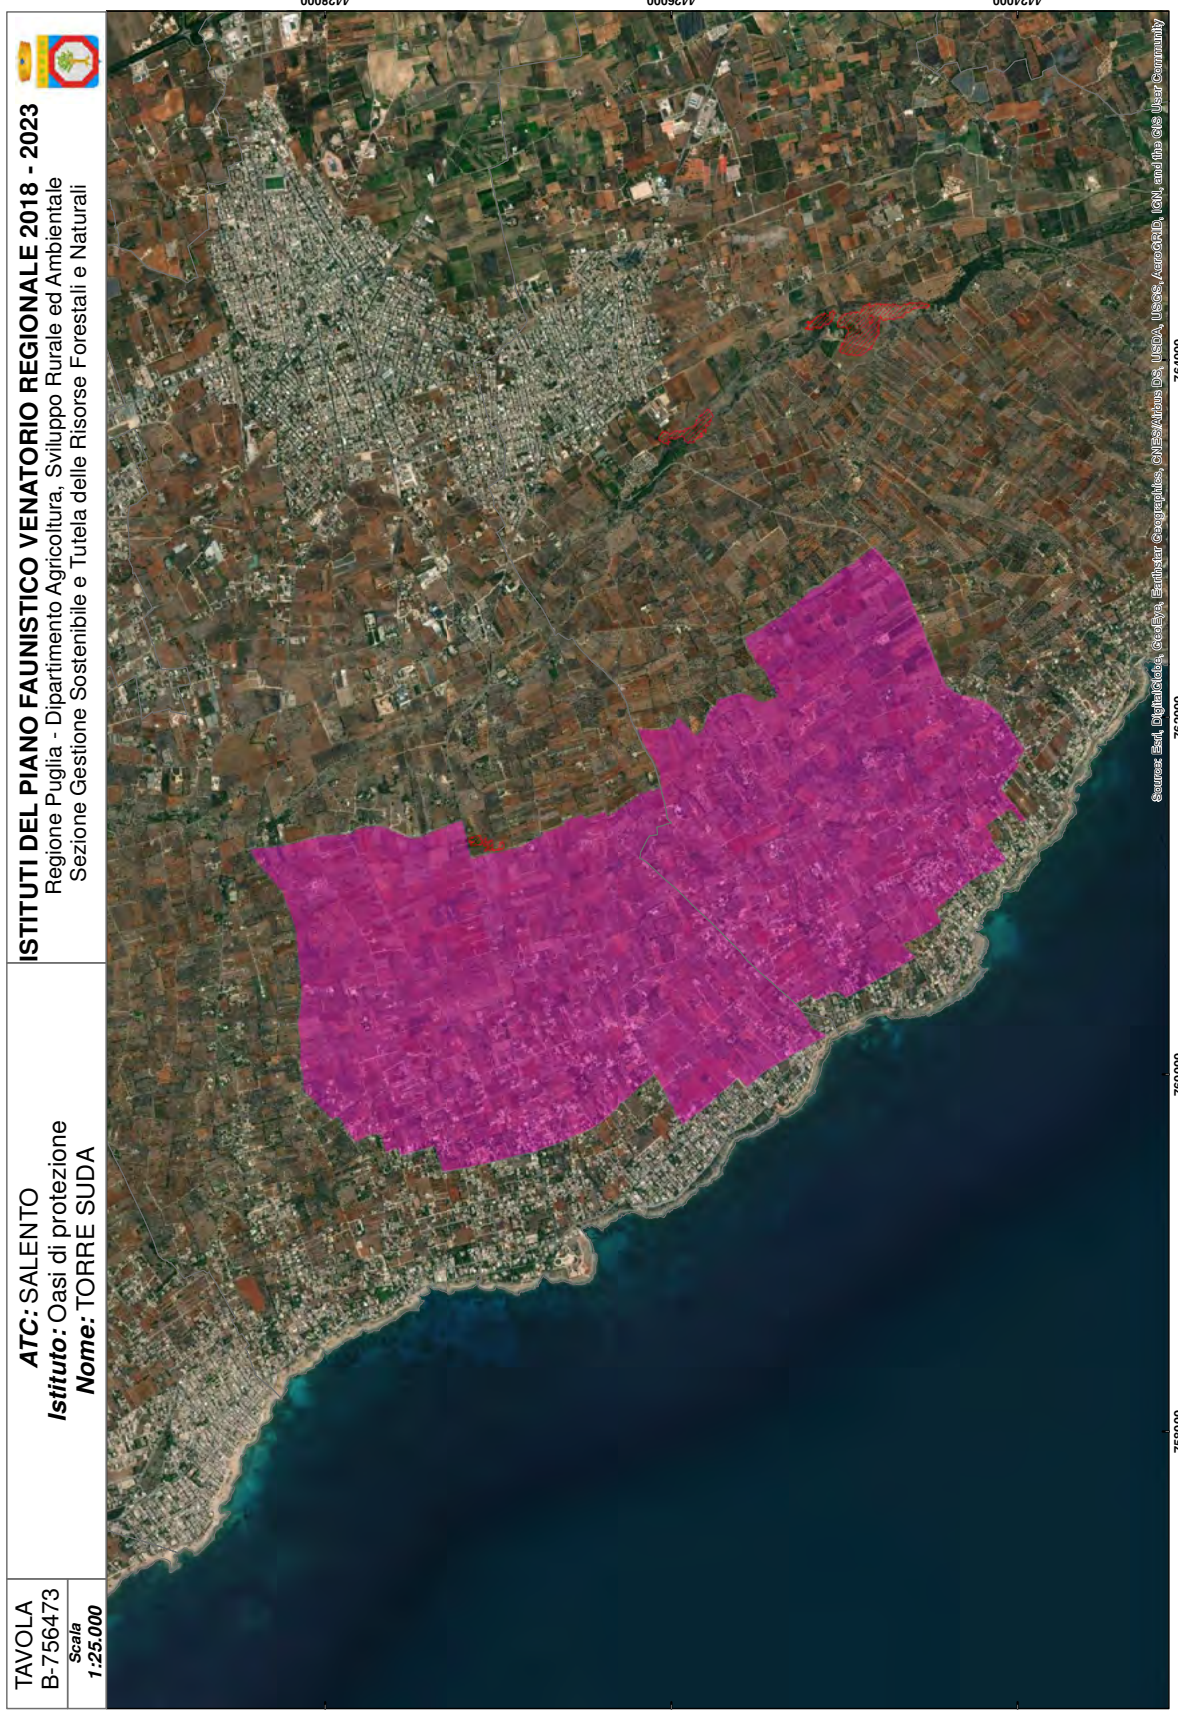 TAVOLA
B-756473
Scala
1:25.000
ATC: SALENTO
Istituto: Oasi di protezione
Nome: TORRE SUDA
ISTITUTI DEL PIANO FAUNISTICO VENATORIO REGIONALE 2018 - 2023
Regione Puglia - Dipartimento Agricoltura, Sviluppo Rurale ed Ambientale
Sezione Gestione Sostenibile e Tutela delle Risorse Forestali e Naturali
Source: Esri, DigitalGlobe, GeoEye, Earthstar Geographics, CNES/Airbus DS, USDA, USGS, AeroGRID, IGN, and the GIS User Community